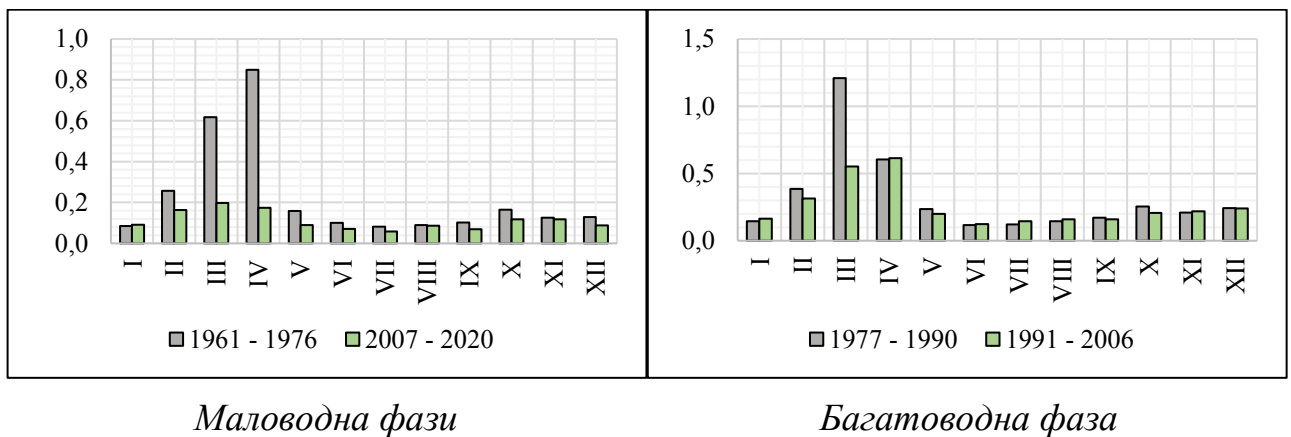 1,0
0,8
0,6
0,4
0,2
0,0
I II III IV V VI VII VIII IX X XI XII
1961 - 1976 2007 - 2020
1,5
1,0
0,5
0,0
I II III IV V VI VII VIII IX X XI XII
1977 - 1990 1991 - 2006
Маловодна фази
Багатоводна фаза